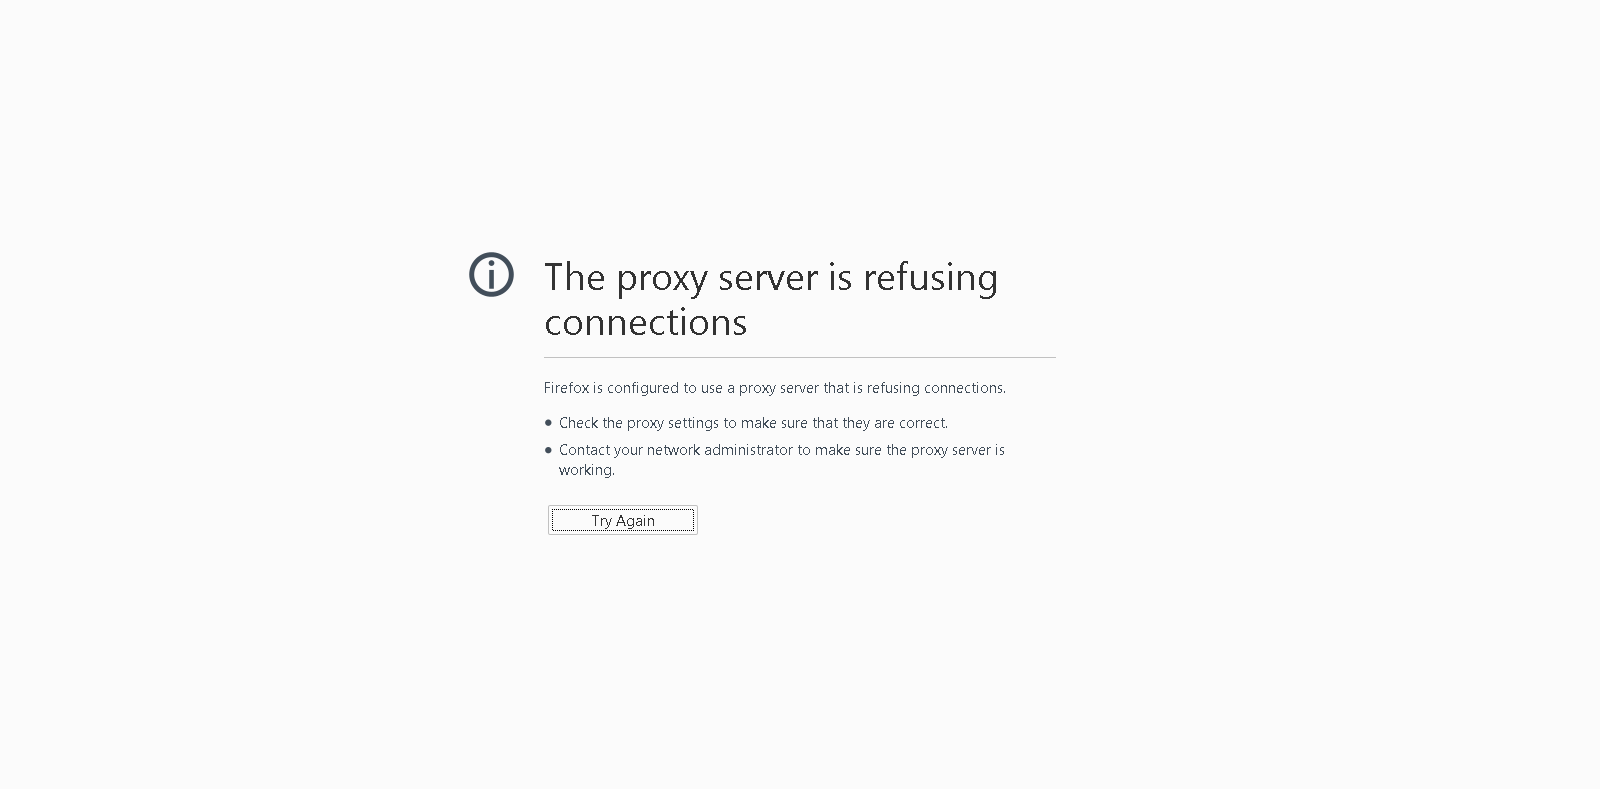 The proxy server is refusing
connections
Firefox is configured to use a proxy server that is refusing connections.
• Check the proxy settings to make sure that they are correct.
• Contact your network administrator to make sure the proxy server is
working.
Try Again